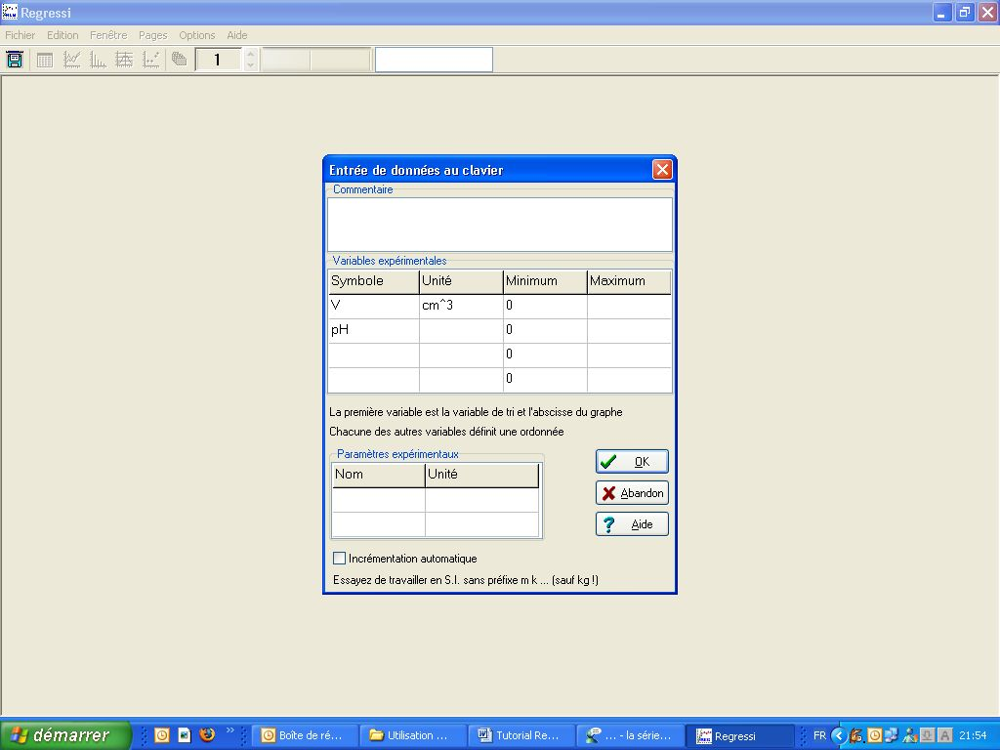 Regressi
Fichier Edition Fenêtre Pages Options Aide
1
Entrée de données au clavier
Commentaire
Variables expérimentales
Symbole Unité Minimum Maximum
V cm^3 0
pH 0
0
0
La première variable est la variable de tri et l'abscisse du graphe
Chacune des autres variables définit une ordonnée
Paramètres expérimentaux
Nom Unité
OK
Abandon
Aide
Incrémentation automatique
Essayez de travailler en S.I. sans préfixe m k ... (sauf kg !)
démarrer » Boîte de ré... Utilisation ... Tutorial Re... ... - la série... Regressi FR A 21:54